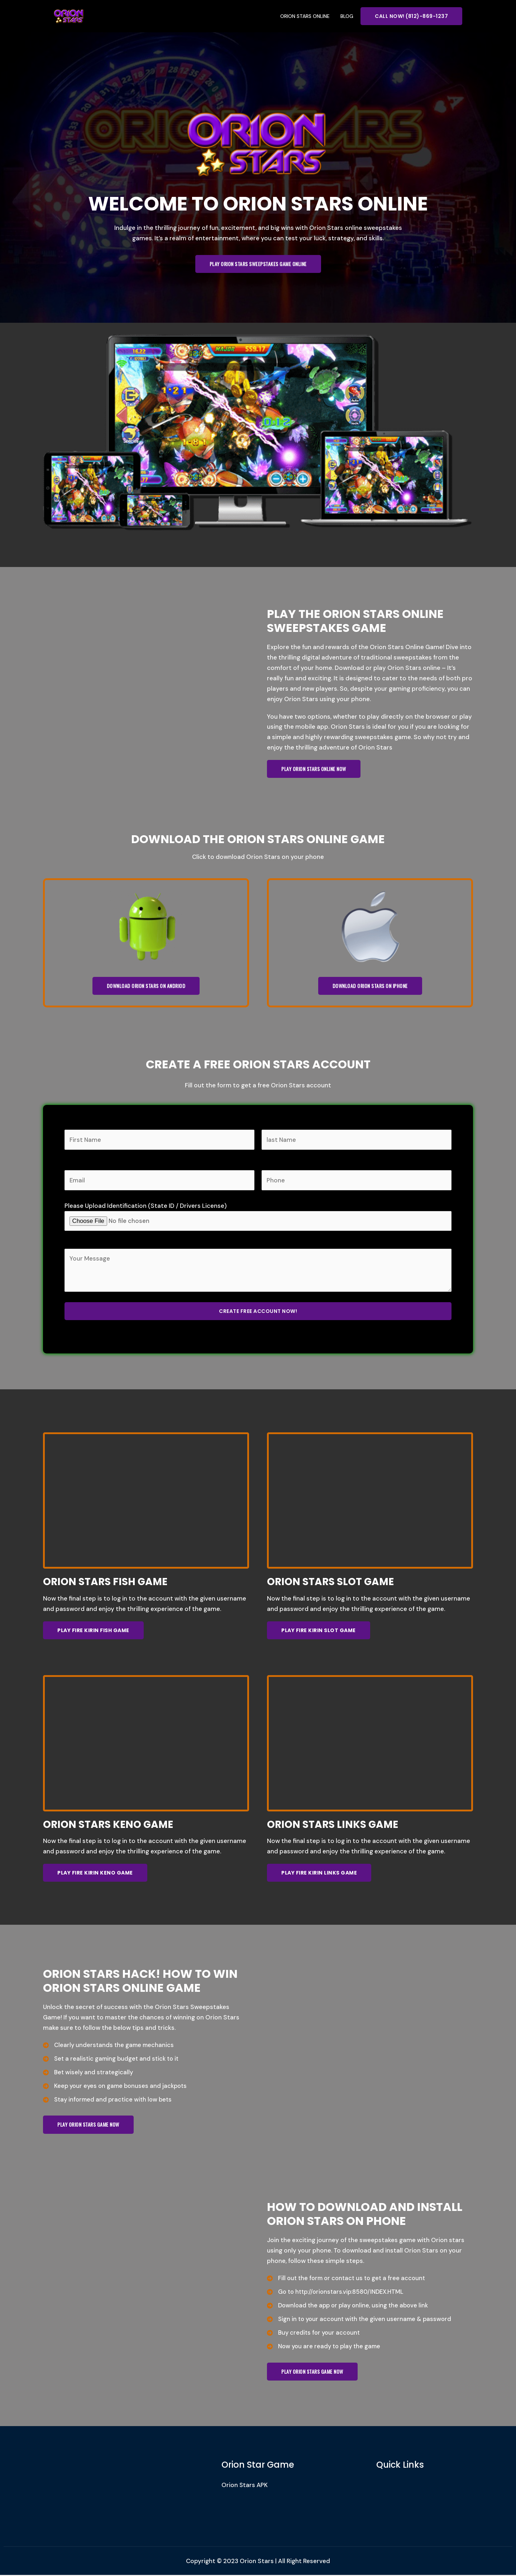 ORION STARS
ORION STARS ONLINE
BLOG
CALL NOW! (812) -869-1237
ORION STARS
WELCOME TO ORION STARS ONLINE
Indulge in the thrilling journey of fun, excitement, and big wins with Orion Stars online sweepstakes
games. It's a realm of entertainment, where you can test your luck, strategy, and skills.
PLAY ORION STARS SWEEPSTAKES GAME ONLINE
PLAY THE ORION STARS ONLINE
SWEEPSTAKES GAME
Explore the fun and rewards of the Orion Stars Online Game! Dive into
the thrilling digital adventure of traditional sweepstakes from the
comfort of your home. Download or play Orion Stars online – It's
really fun and exciting. It is designed to cater to the needs of both pro
players and new players. So, despite your gaming proficiency, you can
enjoy Orion Stars using your phone.
You have two options, whether to play directly on the browser or play
using the mobile app. Orion Stars is ideal for you if you are looking for
a simple and highly rewarding sweepstakes game. So why not try and
enjoy the thrilling adventure of Orion Stars
PLAY ORION STARS ONLINE NOW
DOWNLOAD THE ORION STARS ONLINE GAME
Click to download Orion Stars on your phone
DOWNLOAD ORION STARS ON ANDRIOD
DOWNLOAD ORION STARS ON IPHONE
CREATE A FREE ORION STARS ACCOUNT
Fill out the form to get a free Orion Stars account
First Name
last Name
Email
Phone
Please Upload Identification (State ID / Drivers License)
Choose File No file chosen
Your Message
CREATE FREE ACCOUNT NOW!
ORION STARS FISH GAME
Now the final step is to log in to the account with the given username
and password and enjoy the thrilling experience of the game.
PLAY FIRE KIRIN FISH GAME
ORION STARS SLOT GAME
Now the final step is to log in to the account with the given username
and password and enjoy the thrilling experience of the game.
PLAY FIRE KIRIN SLOT GAME
ORION STARS KENO GAME
Now the final step is to log in to the account with the given username
and password and enjoy the thrilling experience of the game.
PLAY FIRE KIRIN KENO GAME
ORION STARS LINKS GAME
Now the final step is to log in to the account with the given username
and password and enjoy the thrilling experience of the game.
PLAY FIRE KIRIN LINKS GAME
ORION STARS HACK! HOW TO WIN
ORION STARS ONLINE GAME
Unlock the secret of success with the Orion Stars Sweepstakes
Game! If you want to master the chances of winning on Orion Stars
make sure to follow the below tips and tricks.
Clearly understands the game mechanics
Set a realistic gaming budget and stick to it
Bet wisely and strategically
Keep your eyes on game bonuses and jackpots
Stay informed and practice with low bets
PLAY ORION STARS GAME NOW
HOW TO DOWNLOAD AND INSTALL
ORION STARS ON PHONE
Join the exciting journey of the sweepstakes game with Orion stars
using only your phone. To download and install Orion Stars on your
phone, follow these simple steps.
Fill out the form or contact us to get a free account
Go to http://orionstars.vip:8580/INDEX.HTML
Download the app or play online, using the above link
Sign in to your account with the given username & password
Buy credits for your account
Now you are ready to play the game
PLAY ORION STARS GAME NOW
Orion Star Game
Orion Stars APK
Quick Links
Copyright © 2023 Orion Stars | All Right Reserved